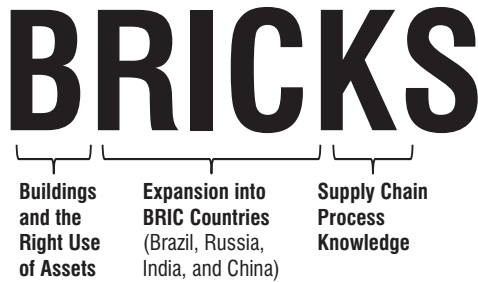 BRICKS
Buildings
and the
Right Use
of Assets
Expansion into
BRIC Countries
(Brazil, Russia,
India, and China)
Supply Chain
Process
Knowledge